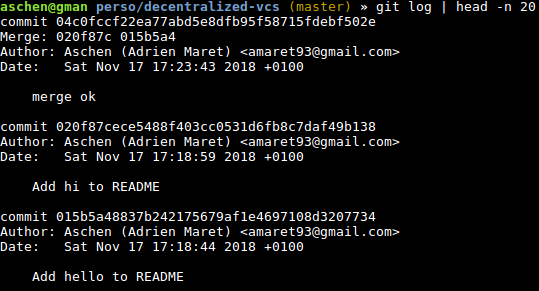 aschen@gman perso/decentralized-vcs (master) » git log | head -n 20
commit 04c0fccf22ea77abd5e8dfb95f58715fdebf502e
Merge: 020f87c 015b5a4
Author: Aschen (Adrien Maret) <amaret93@gmail.com>
Date:   Sat Nov 17 17:23:43 2018 +0100
    merge ok
commit 020f87cece5488f403cc0531d6fb8c7daf49b138
Author: Aschen (Adrien Maret) <amaret93@gmail.com>
Date:   Sat Nov 17 17:18:59 2018 +0100
    Add hi to README
commit 015b5a48837b242175679af1e4697108d3207734
Author: Aschen (Adrien Maret) <amaret93@gmail.com>
Date:   Sat Nov 17 17:18:44 2018 +0100
    Add hello to README